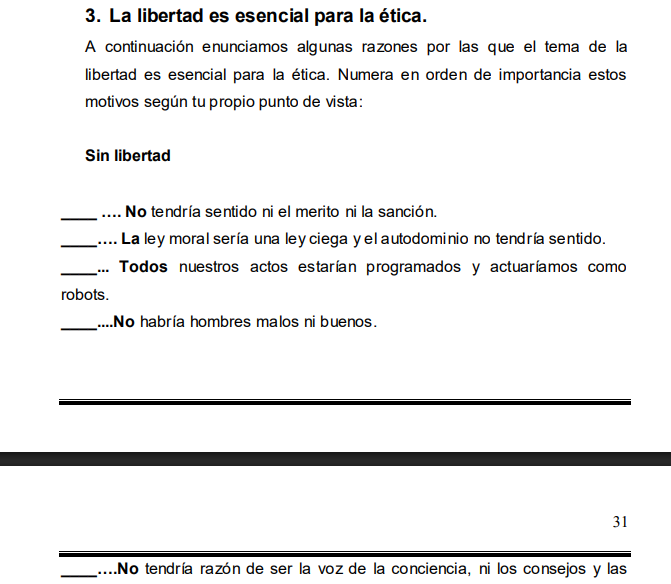 3. La libertad es esencial para la ética.
A continuación enunciamos algunas razones por las que el tema de la
libertad es esencial para la ética. Numera en orden de importancia estos
motivos según tu propio punto de vista:
Sin libertad
_____ .... No tendría sentido ni el merito ni la sanción.
_____.... La ley moral sería una ley ciega y el autodominio no tendría sentido.
_____... Todos nuestros actos estarían programados y actuaríamos como
robots.
_____....No habría hombres malos ni buenos.
31
_____....No tendría razón de ser la voz de la conciencia, ni los consejos y las